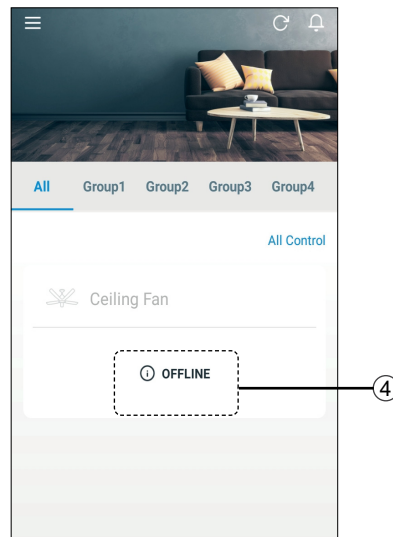 All Group1 Group2 Group3 Group4
All Control
Ceiling Fan
OFFLINE
4